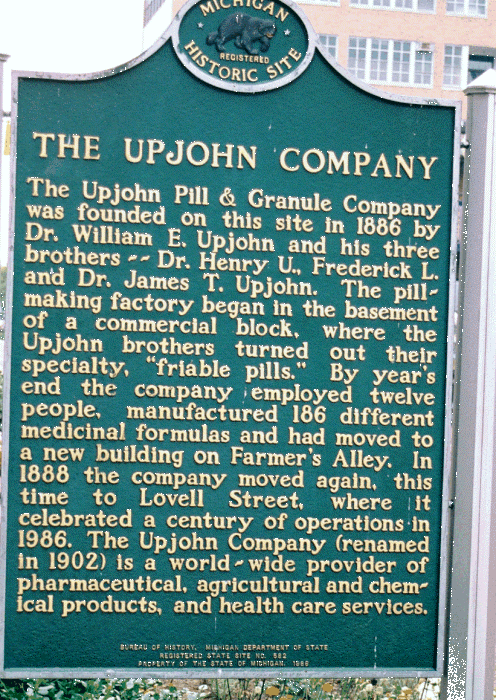 MICHIGAN
REGISTERED
HISTORIC SITE
THE UPJOHN COMPANY
The Upjohn Pill & Granule Company
was founded on this site in 1886 by
Dr. William E. Upjohn and his three
brothers -- Dr. Henry U., Frederick L.
and Dr. James T. Upjohn. The pill-
making factory began in the basement
of a commercial block, where the
Upjohn brothers turned out their
specialty, "friable pills." By year's
end the company employed twelve
people, manufactured 186 different
medicinal formulas and had moved to
a new building on Farmer's Alley. In
1888 the company moved again, this
time to Lovell Street, where it
celebrated a century of operations in
1986. The Upjohn Company (renamed
in 1902) is a world-wide provider of
pharmaceutical, agricultural and chem-
ical products, and health care services.
BUREAU OF HISTORY, MICHIGAN DEPARTMENT OF STATE
REGISTERED STATE SITE NO. 583
PROPERTY OF THE STATE OF MICHIGAN, 1986